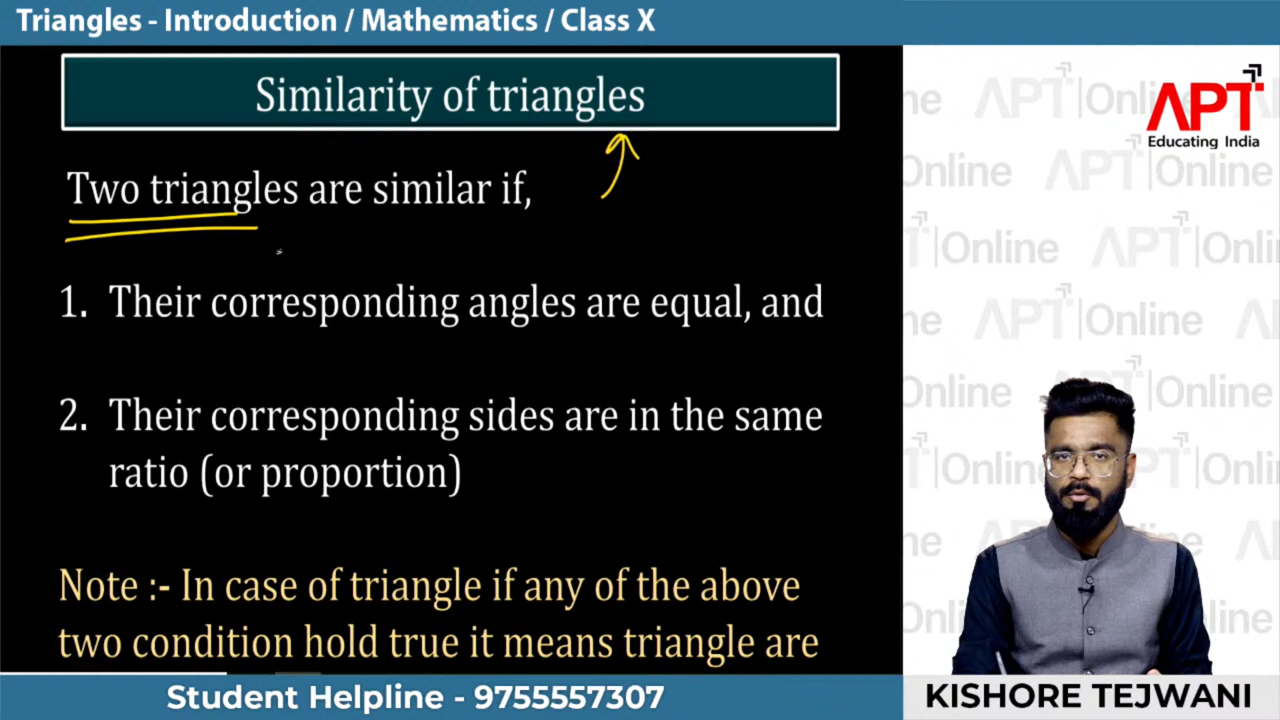 Triangles - Introduction / Mathematics / Class X
Similarity of triangles
Two triangles are similar if,
1. Their corresponding angles are equal, and
2. Their corresponding sides are in the same
ratio (or proportion)
Note :- In case of triangle if any of the above
two condition hold true it means triangle are
APT
Educating India
APT|Online
Student Helpline - 9755557307
KISHORE TEJWANI